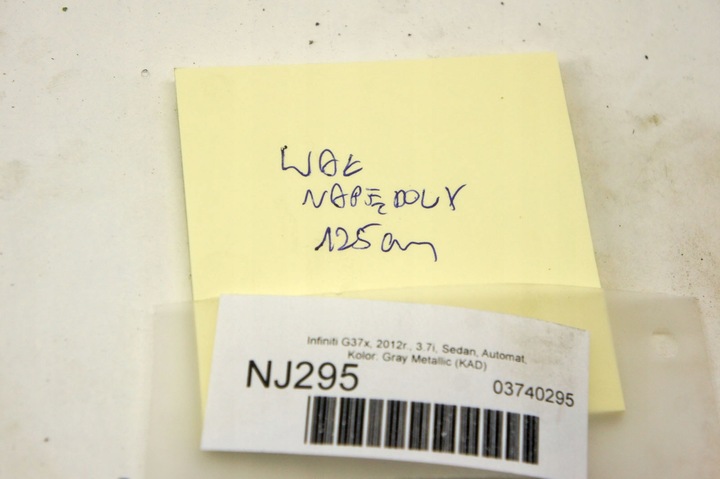 WAŁ
NAPĘDOWY
125cm
Infiniti G37x, 2012r., 3.7i, Sedan, Automat,
Kolor: Gray Metallic (KAD)
NJ295
03740295